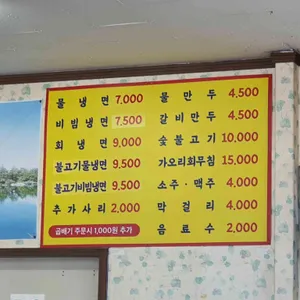 물냉면 7,000
비빔냉면 7,500
회냉면 9,000
불고기물냉면 9,500
불고기비빔냉면 9,500
추가사리 2,000
곱빼기 주문시 1,000원 추가
물만두 4,500
갈비만두 4,500
숯불고기 10,000
가오리회무침 15,000
소주·맥주 4,000
막걸리 4,000
음료수 2,000